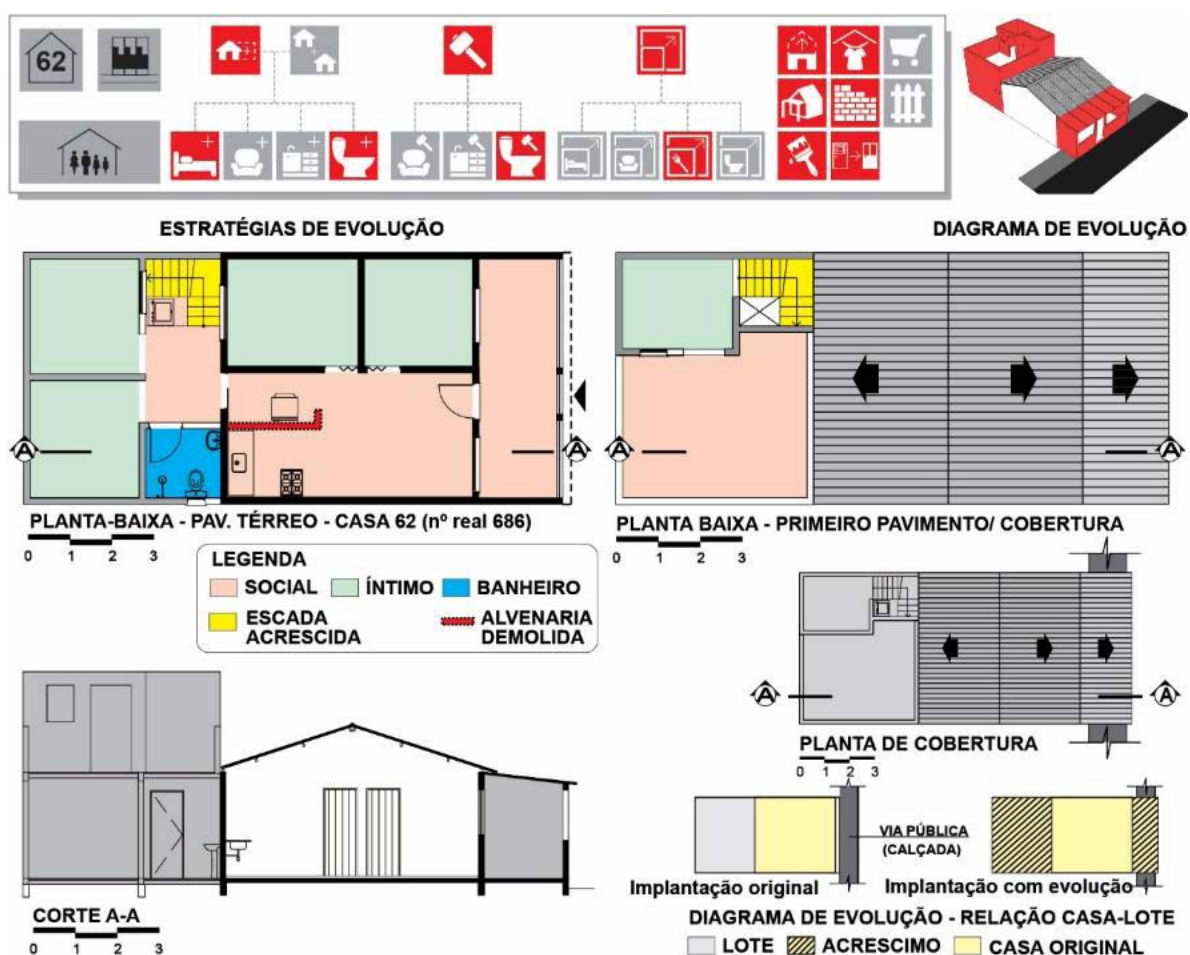 62
ESTRATÉGIAS DE EVOLUÇÃO
DIAGRAMA DE EVOLUÇÃO
A
A
A
A
PLANTA-BAIXA - PAV. TÉRREO - CASA 62 (nº real 686)
0 1 2 3
PLANTA BAIXA - PRIMEIRO PAVIMENTO/ COBERTURA
0 1 2 3
LEGENDA
SOCIAL
ÍNTIMO
BANHEIRO
ESCADA
ACRESCIDA
ALVENARIA
DEMOLIDA
A
A
PLANTA DE COBERTURA
0 1 2 3
CORTE A-A
0 1 2 3
VIA PÚBLICA
(CALÇADA)
Implantação original
Implantação com evolução
DIAGRAMA DE EVOLUÇÃO - RELAÇÃO CASA-LOTE
LOTE
ACRESCIMO
CASA ORIGINAL